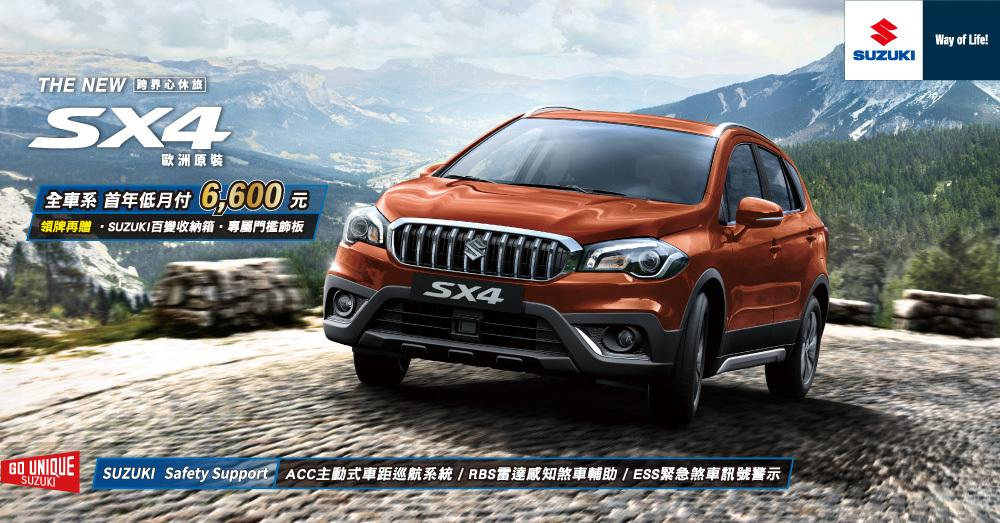 SUZUKI
Way of Life!
THE NEW 跨界心休旅
SX4
歐洲原裝
全車系 首年低月付 6,600 元
領牌再贈 ・SUZUKI百變收納箱・專屬門檻飾板
SX4
GO UNIQUE
SUZUKI
SUZUKI Safety Support
ACC主動式車距巡航系統 / RBS雷達感知煞車輔助 / ESS緊急煞車訊號警示